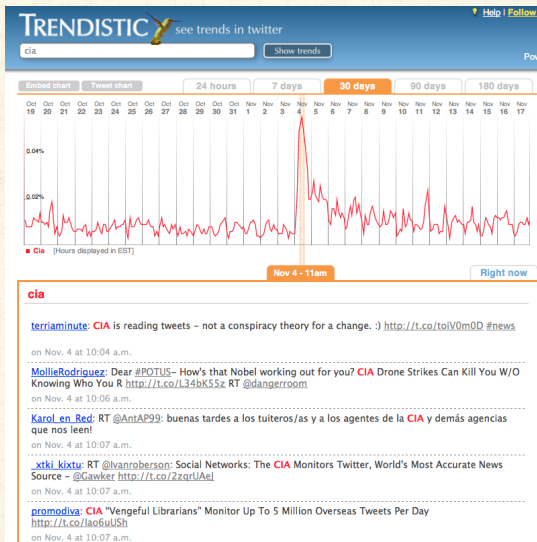 Help | Follow
TRENDISTIC see trends in twitter
cia Show trends
Embed chart Tweet chart 24 hours 7 days 30 days 90 days 180 days
Oct Oct Oct Oct Oct Oct Oct Oct Oct Oct Oct Oct Oct Nov Nov Nov Nov Nov Nov Nov Nov Nov Nov Nov Nov Nov Nov Nov Nov Nov
19 20 21 22 23 24 25 26 27 28 29 30 31 1 2 3 4 5 6 7 8 9 10 11 12 13 14 15 16 17
0.04%
0.02%
Cia [Hours displayed in EST]
Nov 4 - 11am Right now
cia
terriaminute: CIA is reading tweets – not a conspiracy theory for a change. :) http://t.co/toiV0m0D #news
on Nov. 4 at 10:04 a.m.
MollieRodriguez: Dear #POTUS– How's that Nobel working out for you? CIA Drone Strikes Can Kill You W/O
Knowing Who You R http://t.co/L34bK55z RT @dangerroom
on Nov. 4 at 10:06 a.m.
Karol_en_Red: RT @AntAP99: buenas tardes a los tuiteros/as y a los agentes de la CIA y demás agencias
que nos leen!
on Nov. 4 at 10:07 a.m.
_xtki_kixtu: RT @Ivanroberson: Social Networks: The CIA Monitors Twitter, World's Most Accurate News
Source – @Gawker http://t.co/2zqrUAeJ
on Nov. 4 at 10:07 a.m.
promodiva: CIA "Vengeful Librarians" Monitor Up To 5 Million Overseas Tweets Per Day
http://t.co/Iao6uUSh
on Nov. 4 at 10:07 a.m.